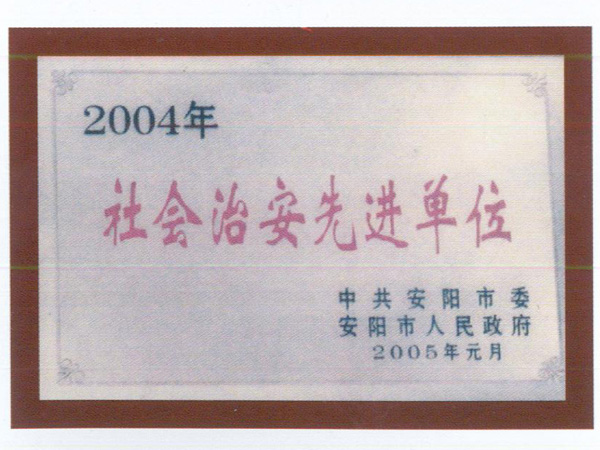 2004年
社会治安先进单位
中共安阳市委
安阳市人民政府
2005年元月